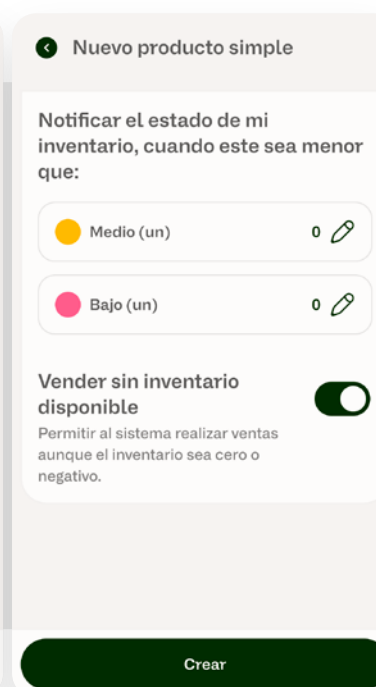 Nuevo producto simple
Notificar el estado de mi
inventario, cuando este sea menor
que:
Medio (un) 0
Bajo (un) 0
Vender sin inventario
disponible
Permitir al sistema realizar ventas
aunque el inventario sea cero o
negativo.
Crear